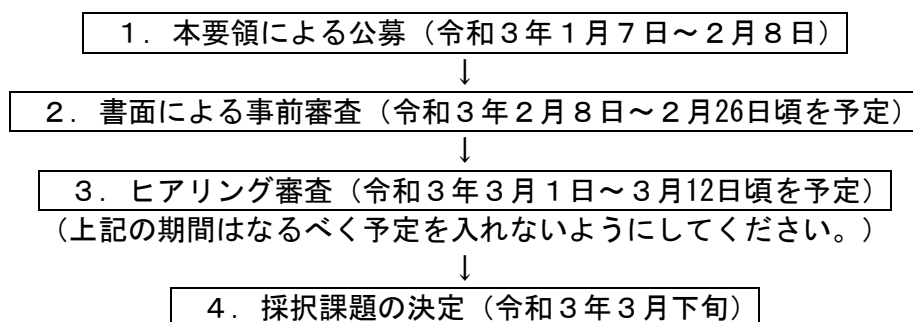 １．本要領による公募（令和３年１月７日～２月８日）
↓
２．書面による事前審査（令和３年２月８日～２月26日頃を予定）
↓
３．ヒアリング審査（令和３年３月１日～３月12日頃を予定）
（上記の期間はなるべく予定を入れないようにしてください。）
↓
４．採択課題の決定（令和３年３月下旬）